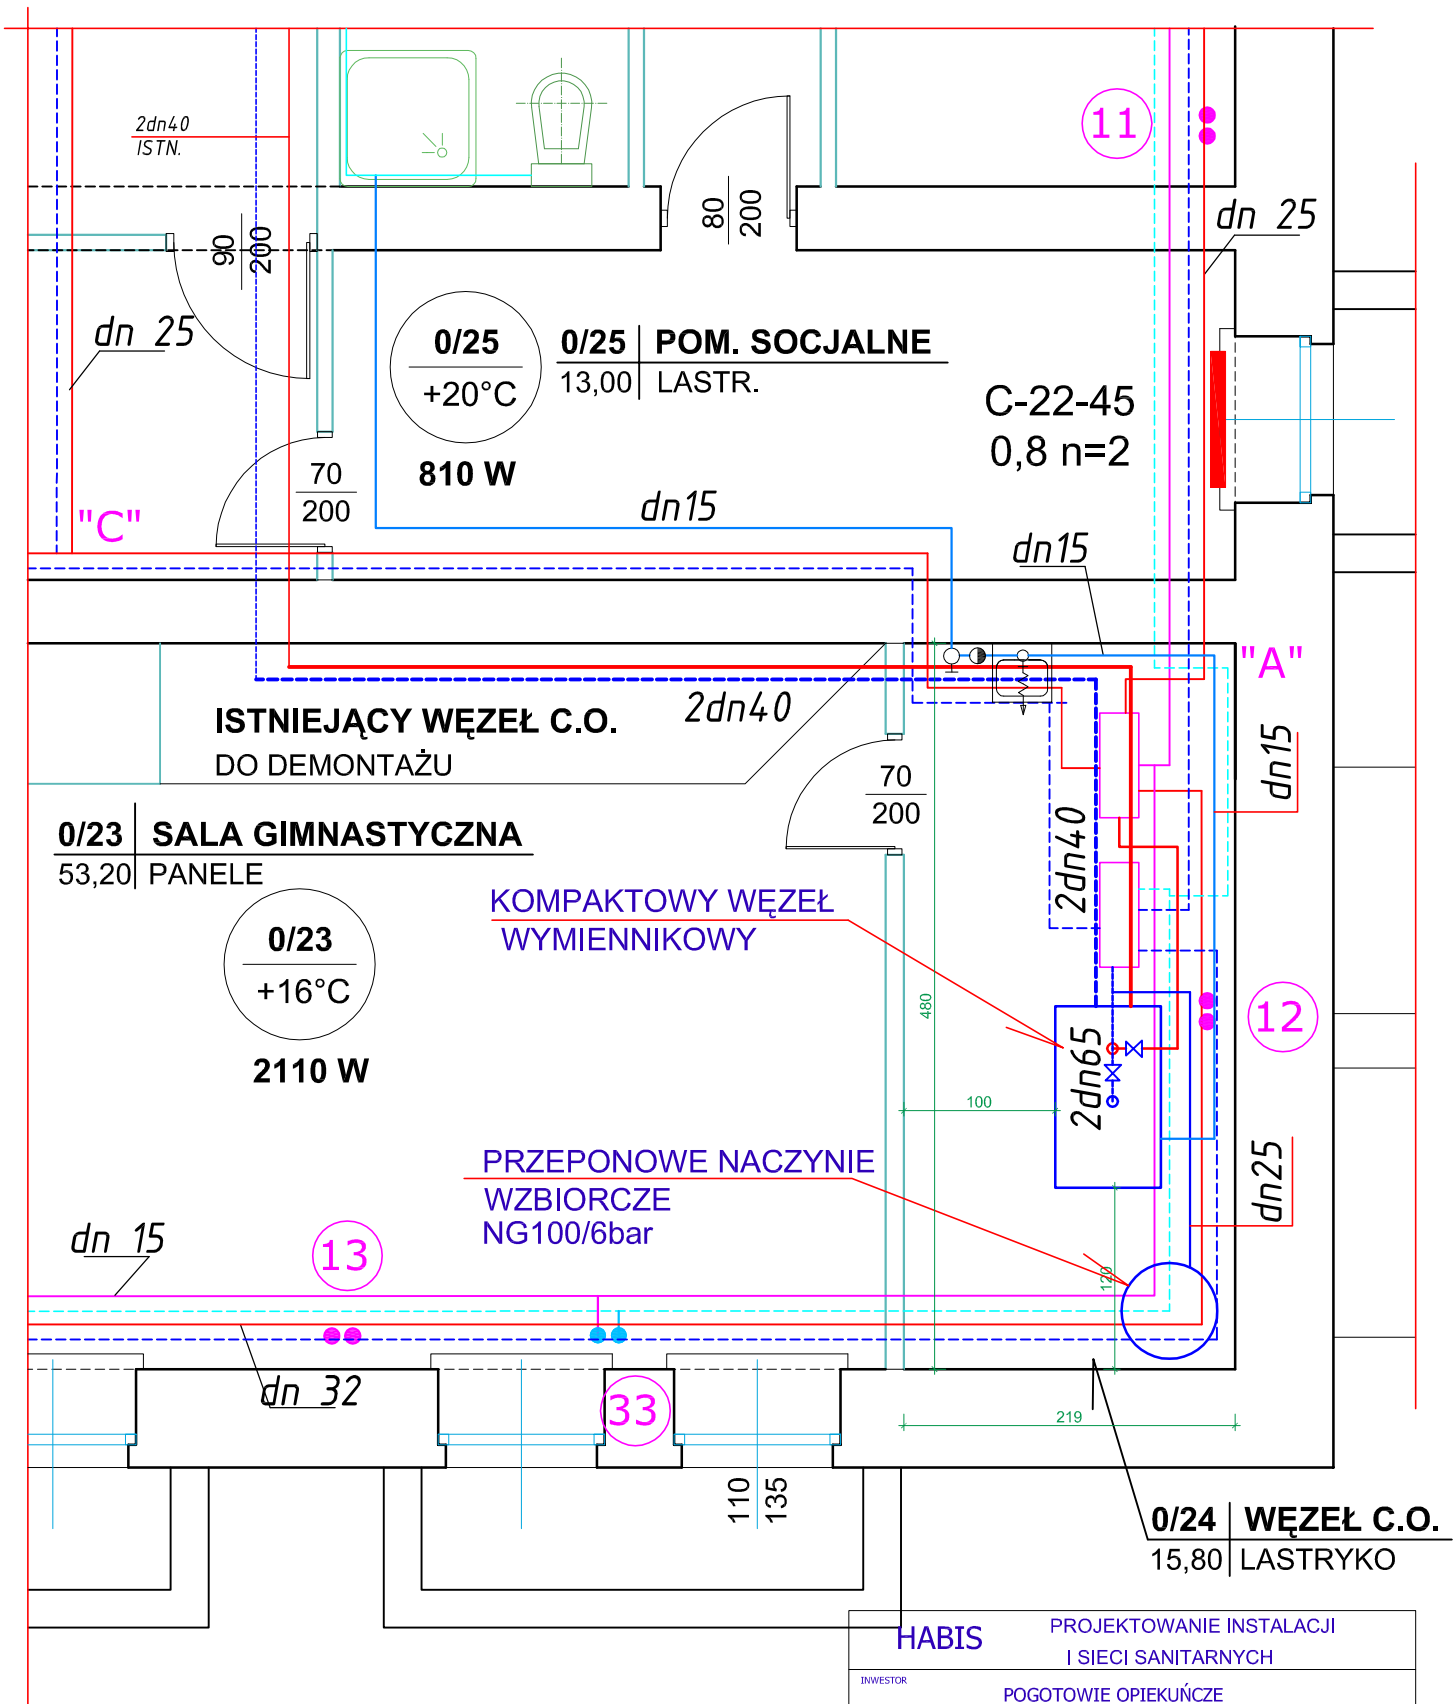 2dn40
ISTN.
11
80
200
90
200
dn 25
dn 25
0/25
+20°C
810 W
0/25 POM. SOCJALNE
13,00 LASTR.
C-22-45
0,8 n=2
70
200
"C"
dn15
dn15
"A"
ISTNIEJĄCY WĘZEŁ C.O.
DO DEMONTAŻU
2dn40
dn15
70
200
0/23 SALA GIMNASTYCZNA
53,20 PANELE
2dn40
0/23
+16°C
2110 W
KOMPAKTOWY WĘZEŁ
WYMIENNIKOWY
480
12
2dn65
100
PRZEPONOWE NACZYNIE
WZBIORCZE
NG100/6bar
dn25
dn 15
13
120
dn 32
33
219
110
135
0/24 WĘZEŁ C.O.
15,80 LASTRYKO
HABIS
PROJEKTOWANIE INSTALACJI
I SIECI SANITARNYCH
INWESTOR
POGOTOWIE OPIEKUŃCZE